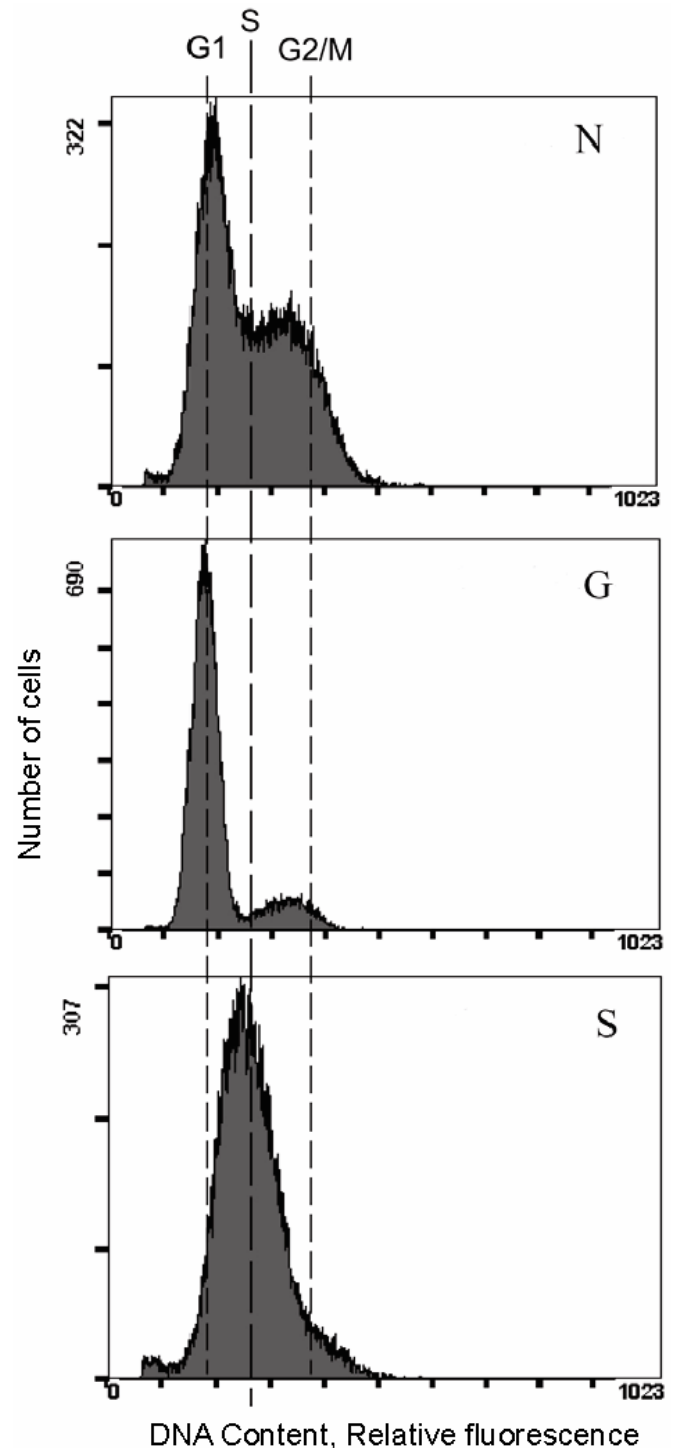 S
G1 G2/M
322
N
0 1023
690
G
Number of cells
0 1023
307
S
0 1023
DNA Content, Relative fluorescence